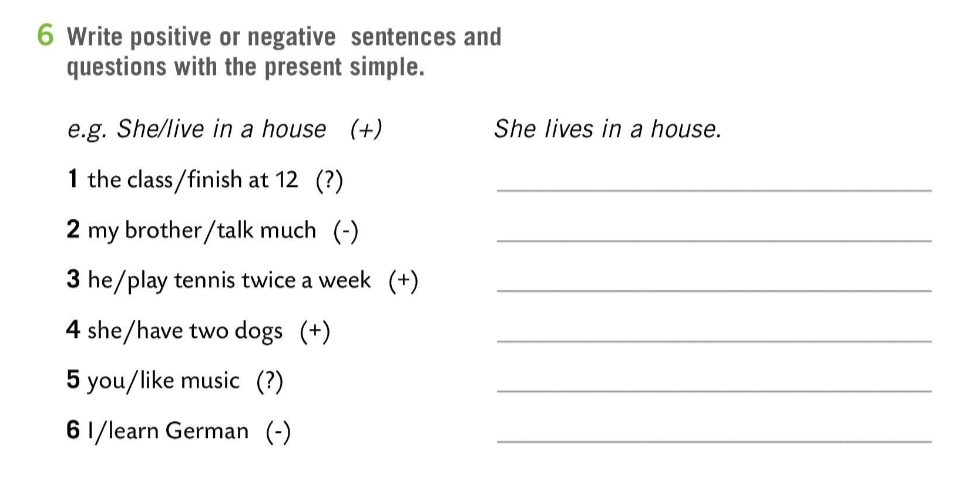 6 Write positive or negative sentences and
questions with the present simple.
e.g. She/live in a house (+) She lives in a house.
1 the class/finish at 12 (?)
2 my brother/talk much (-)
3 he/play tennis twice a week (+)
4 she/have two dogs (+)
5 you/like music (?)
6 I/learn German (-)